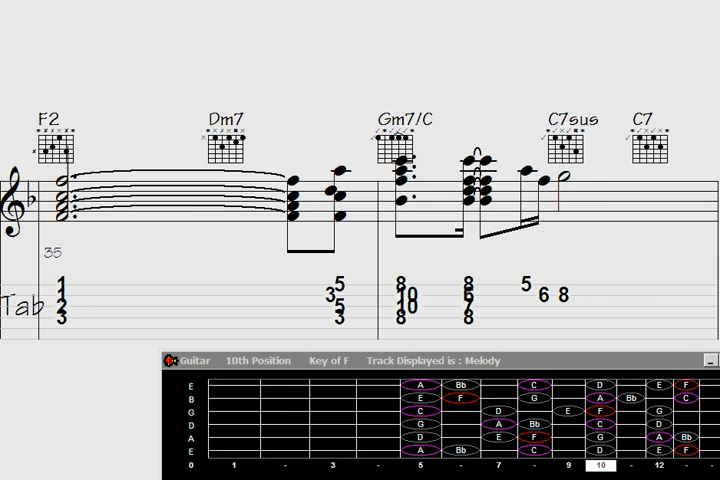 F2 Dm7 Gm7/C C7sus C7
35
1 5 8 8 5
1 3 10 6 6 8
Tab 2 5 10 7
3 3 8 8
Guitar 10th Position Key of F Track Displayed is : Melody
E A Bb C D E F
B E F G A Bb C
G C D E F G
D G A Bb C D
A D E F G A Bb
E A Bb C D E F
0 1 - 3 - 5 - 7 - 9 10 - 12 -